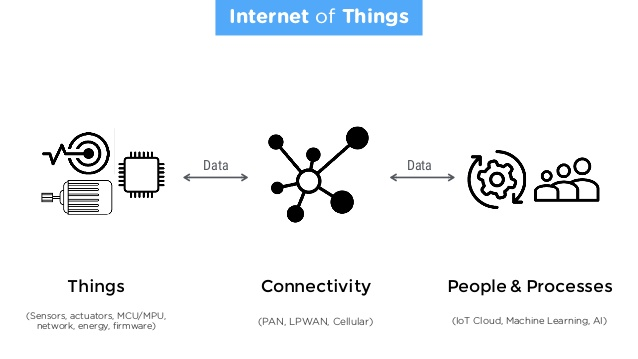 Internet of Things
Data
Data
Things
Connectivity
People & Processes
(Sensors, actuators, MCU/MPU,
network, energy, firmware)
(PAN, LPWAN, Cellular)
(IoT Cloud, Machine Learning, AI)